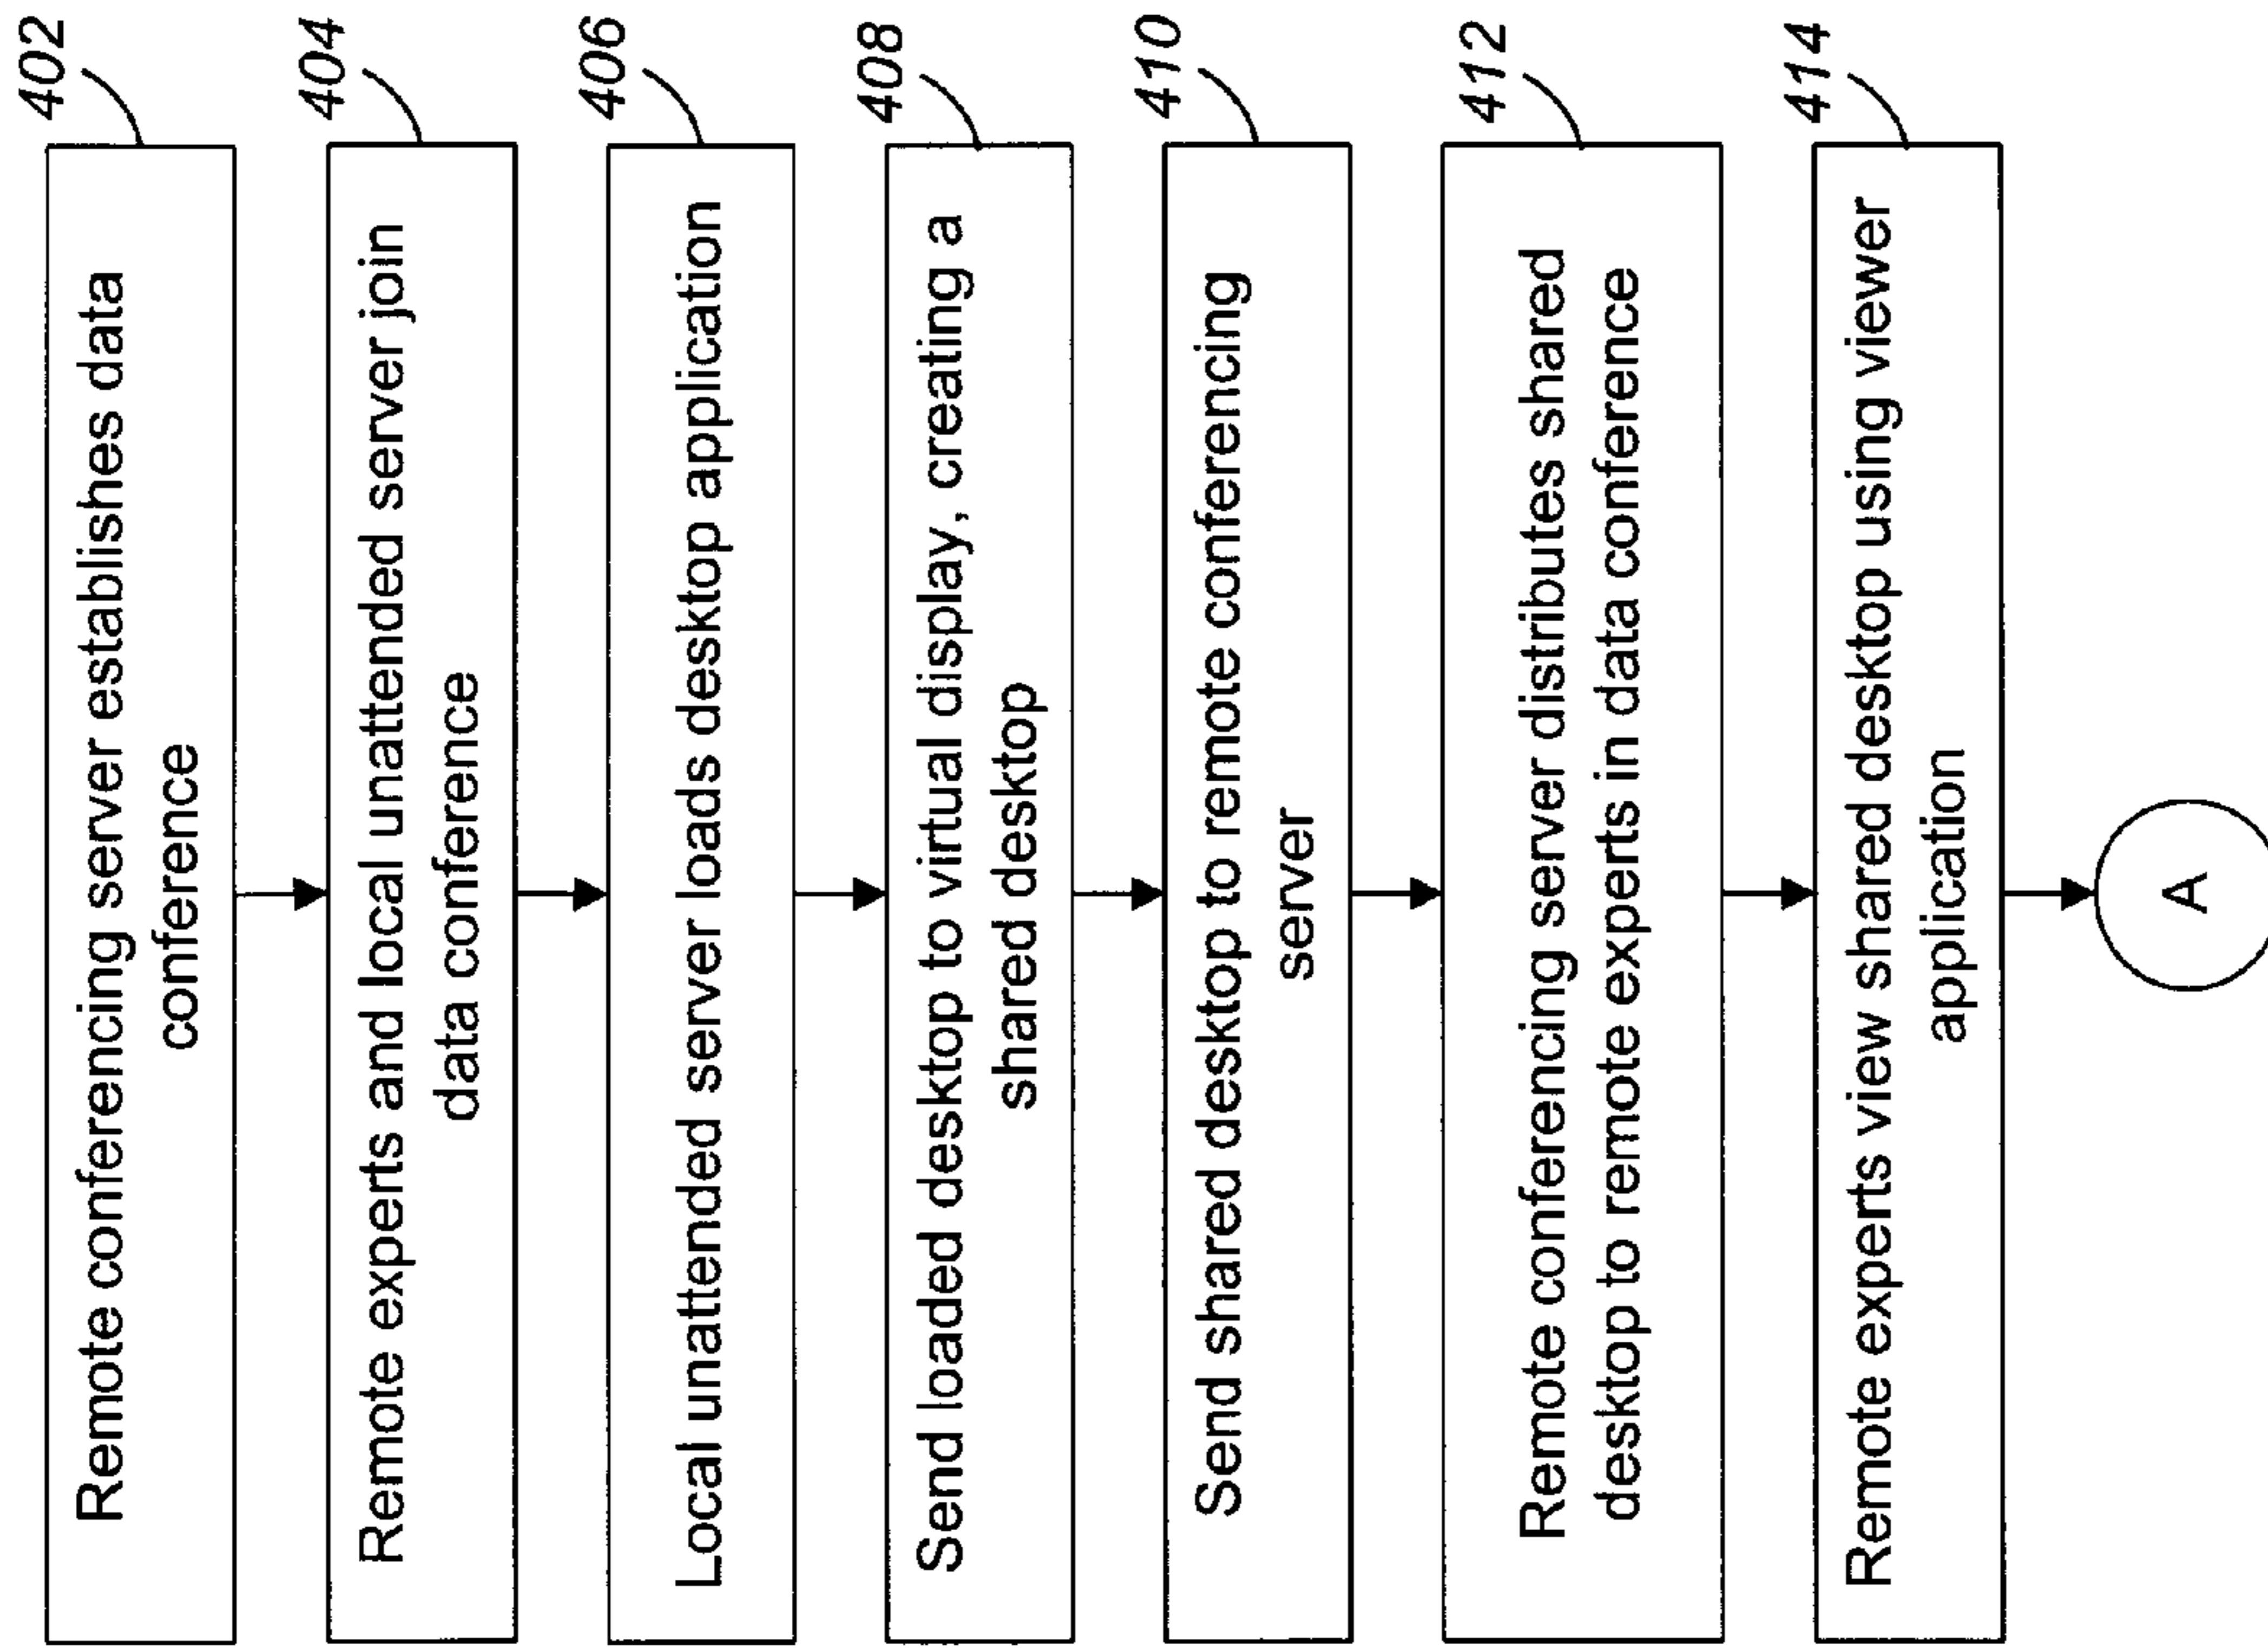 402
Remote conferencing server establishes data
conference
404
Remote experts and local unattended server join
data conference
406
Local unattended server loads desktop application
408
Send loaded desktop to virtual display, creating a
shared desktop
410
Send shared desktop to remote conferencing
server
412
Remote conferencing server distributes shared
desktop to remote experts in data conference
414
Remote experts view shared desktop using viewer
application
A